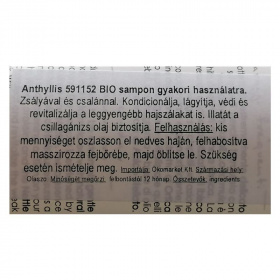 Anthyllis 591152 BIO sampon gyakori használatra.
Zsályával és csalánnal. Kondicionálja, lágyítja, védi és
revitalizálja a leggyengébb hajszálakat is. Illatát a
csillagánizs olaj biztosítja. Felhasználás: kis
mennyiséget oszlasson el nedves haján, felhabosítva
masszírozza fejbőrébe, majd öblítse le. Szükség
esetén ismételje meg. Importálja: Ökomarket Kft. Származási hely:
Olaszo. Minőségét megőrzi: felbontástól 12 hónap. Összetevők: ingredients